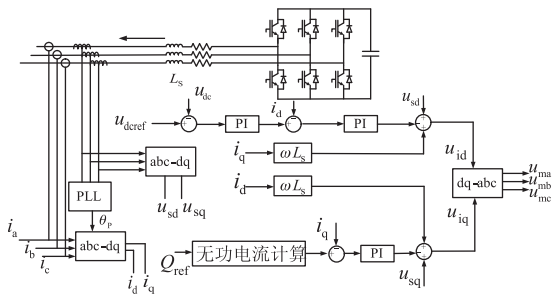 L_S
u_dc
i_d
u_sd
u_dcref
PI
PI
i_q
ωL_S
u_id
abc-dq
i_d
ωL_S
dq-abc
u_ma
u_mb
u_mc
PLL
u_sd
u_sq
θ_P
u_iq
i_a
i_b
i_c
abc-dq
i_d
i_q
Q_ref
无功电流计算
i_q
PI
u_sq